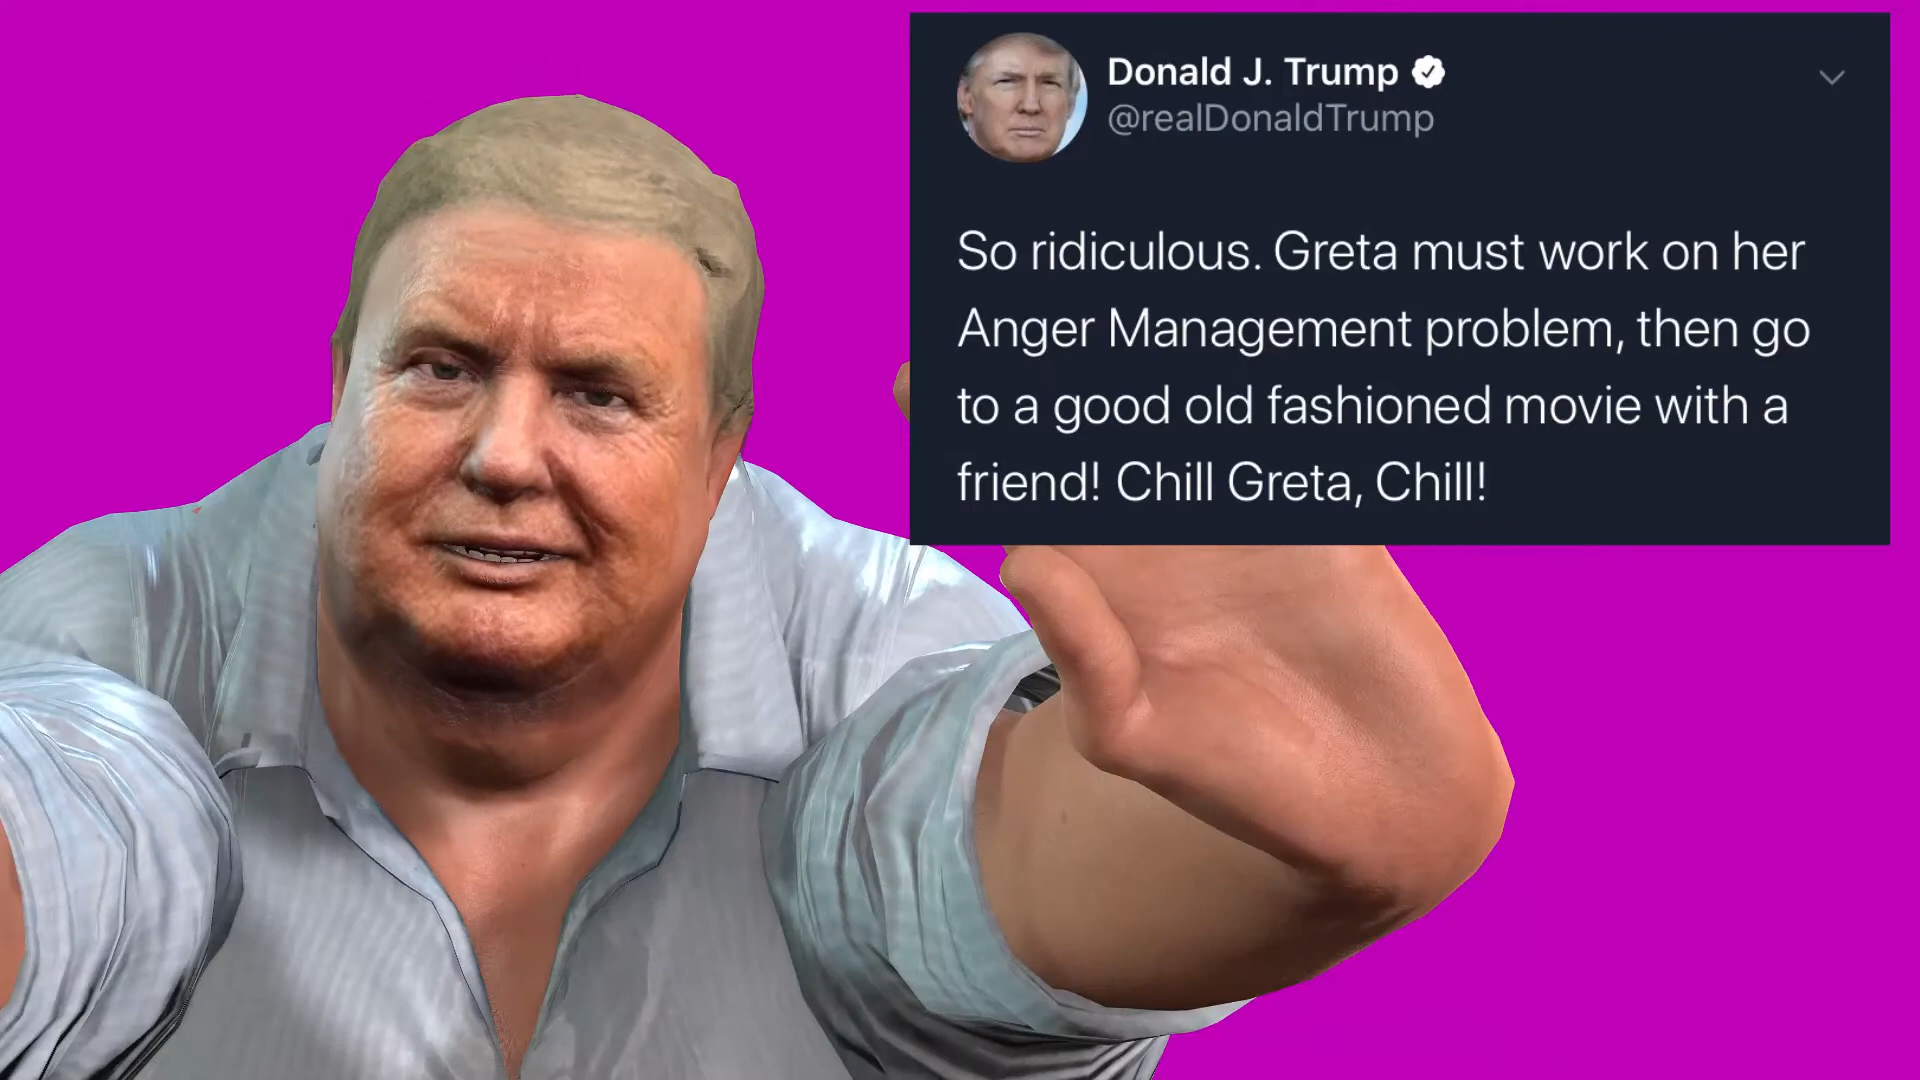 Donald J. Trump
@realDonaldTrump
So ridiculous. Greta must work on her
Anger Management problem, then go
to a good old fashioned movie with a
friend! Chill Greta, Chill!